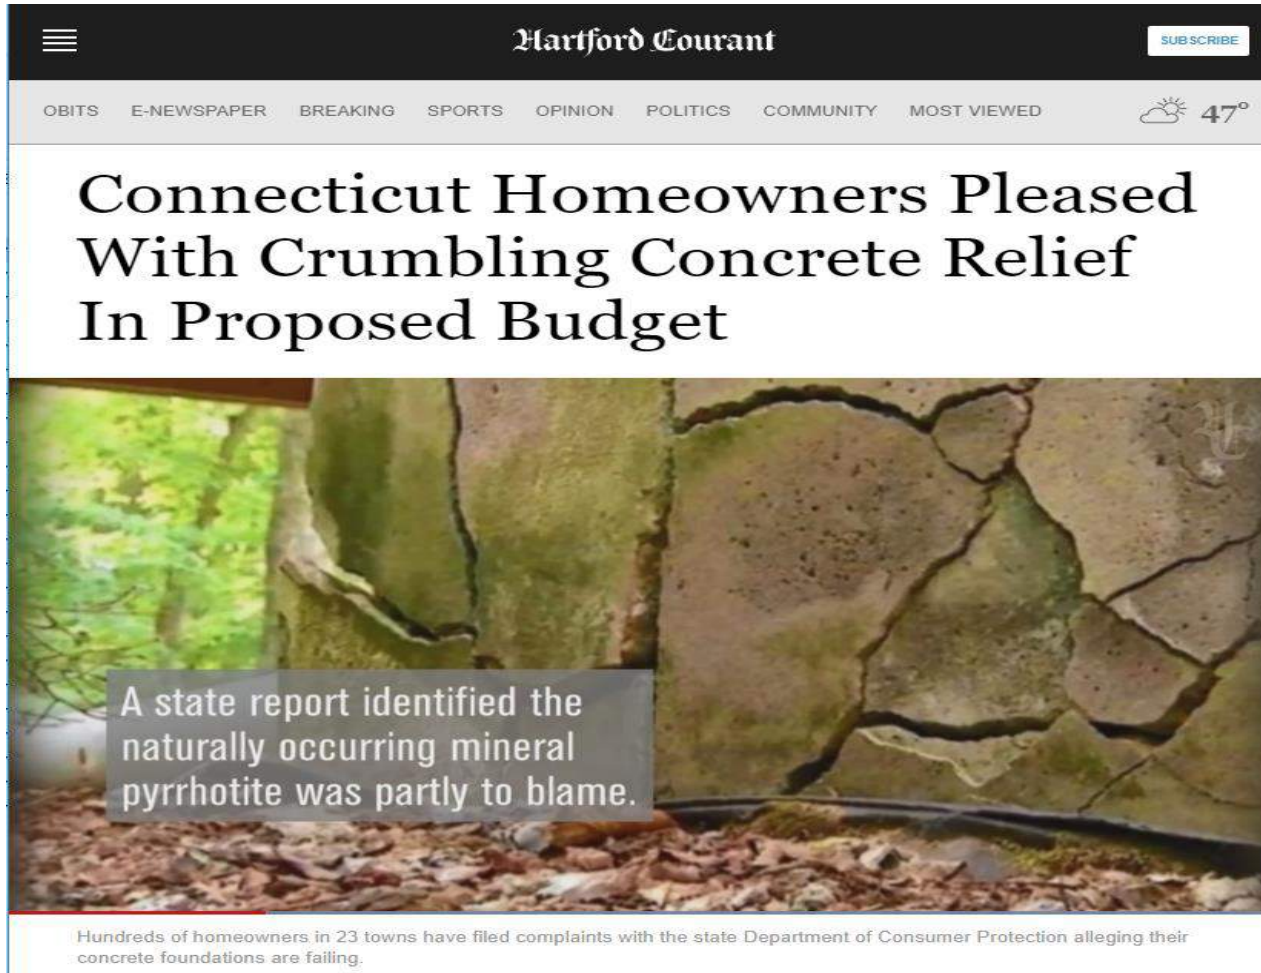 Hartford Courant
SUBSCRIBE
OBITS E-NEWSPAPER BREAKING SPORTS OPINION POLITICS COMMUNITY MOST VIEWED 47°
Connecticut Homeowners Pleased
With Crumbling Concrete Relief
In Proposed Budget
A state report identified the
naturally occurring mineral
pyrrhotite was partly to blame.
Hundreds of homeowners in 23 towns have filed complaints with the state Department of Consumer Protection alleging their
concrete foundations are failing.